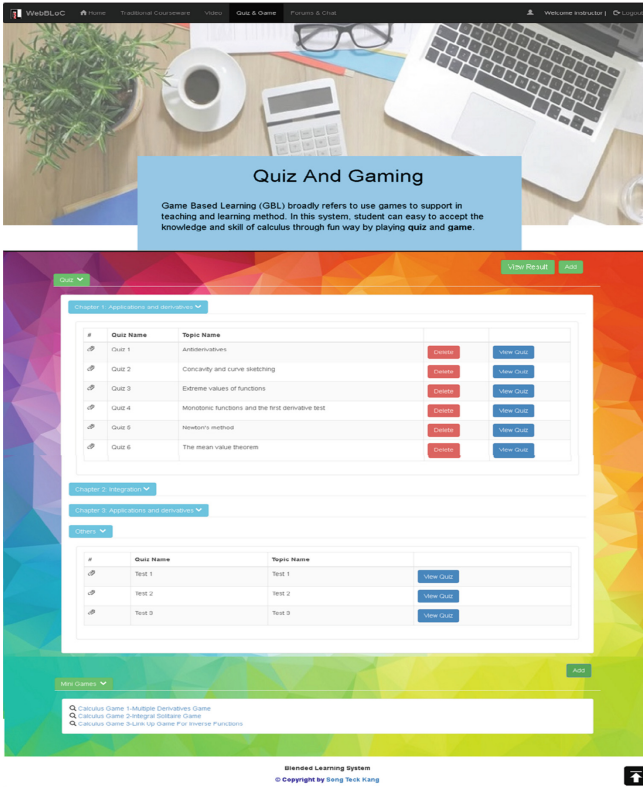 WebBLuC Home Traditional Courseware Video Quiz & Game Forums & Chat Welcome instructor | Logout
Quiz And Gaming
Game Based Learning (GBL) broadly refers to use games to support in
teaching and learning method. In this system, student can easy to accept the
knowledge and skill of calculus through fun way by playing quiz and game.
View Result Add
Quiz
Chapter 1: Applications and derivatives
# Quiz Name Topic Name
Quiz 1 Antiderivatives Delete View Quiz
Quiz 2 Concavity and curve sketching Delete View Quiz
Quiz 3 Extreme values of functions Delete View Quiz
Quiz 4 Monotonic functions and the first derivative test Delete View Quiz
Quiz 5 Newton's method Delete View Quiz
Quiz 6 The mean value theorem Delete View Quiz
Chapter 2: Integration
Chapter 3: Applications and derivatives
Others
# Quiz Name Topic Name
Test 1 Test 1 View Quiz
Test 2 Test 2 View Quiz
Test 3 Test 3 View Quiz
Add
Mini Games
Calculus Game 1-Multiple Derivatives Game
Calculus Game 2-Integral Solitaire Game
Calculus Game 3-Link Up Game For Inverse Functions
Blended Learning System
© Copyright by Seng Teck Kang